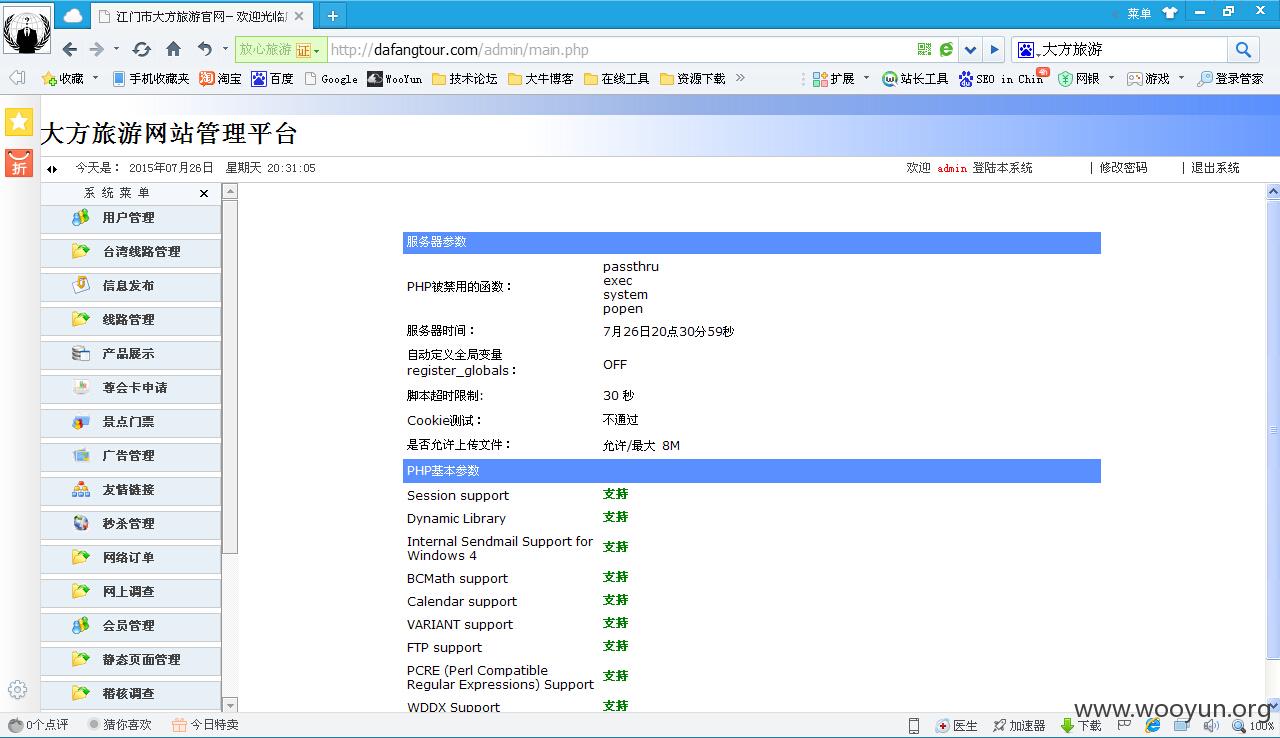 江门市大方旅游官网-- 欢迎光临
菜单
放心旅游 证
http://dafangtour.com/admin/main.php
大方旅游
收藏 手机收藏夹 淘宝 百度 Google WooYun 技术论坛 大牛博客 在线工具 资源下载 » 扩展 站长工具 SEO in Chin 网银 游戏 登录管家
折
大方旅游网站管理平台
今天是： 2015年07月26日 星期天 20:31:05
欢迎 admin 登陆本系统 | 修改密码 | 退出系统
系 统 菜 单
用户管理
台湾线路管理
信息发布
线路管理
产品展示
尊会卡申请
景点门票
广告管理
友情链接
秒杀管理
网络订单
网上调查
会员管理
静态页面管理
稽核调查
服务器参数
PHP被禁用的函数：
passthru
exec
system
popen
服务器时间： 7月26日20点30分59秒
自动定义全局变量
register_globals： OFF
脚本超时限制: 30 秒
Cookie测试： 不通过
是否允许上传文件： 允许/最大 8M
PHP基本参数
Session support 支持
Dynamic Library 支持
Internal Sendmail Support for
Windows 4 支持
BCMath support 支持
Calendar support 支持
VARIANT support 支持
FTP support 支持
PCRE (Perl Compatible
Regular Expressions) Support 支持
WDDX Support 支持
www.wooyun.org
0个点评 猜你喜欢 今日特卖
医生 加速器 下载 100%